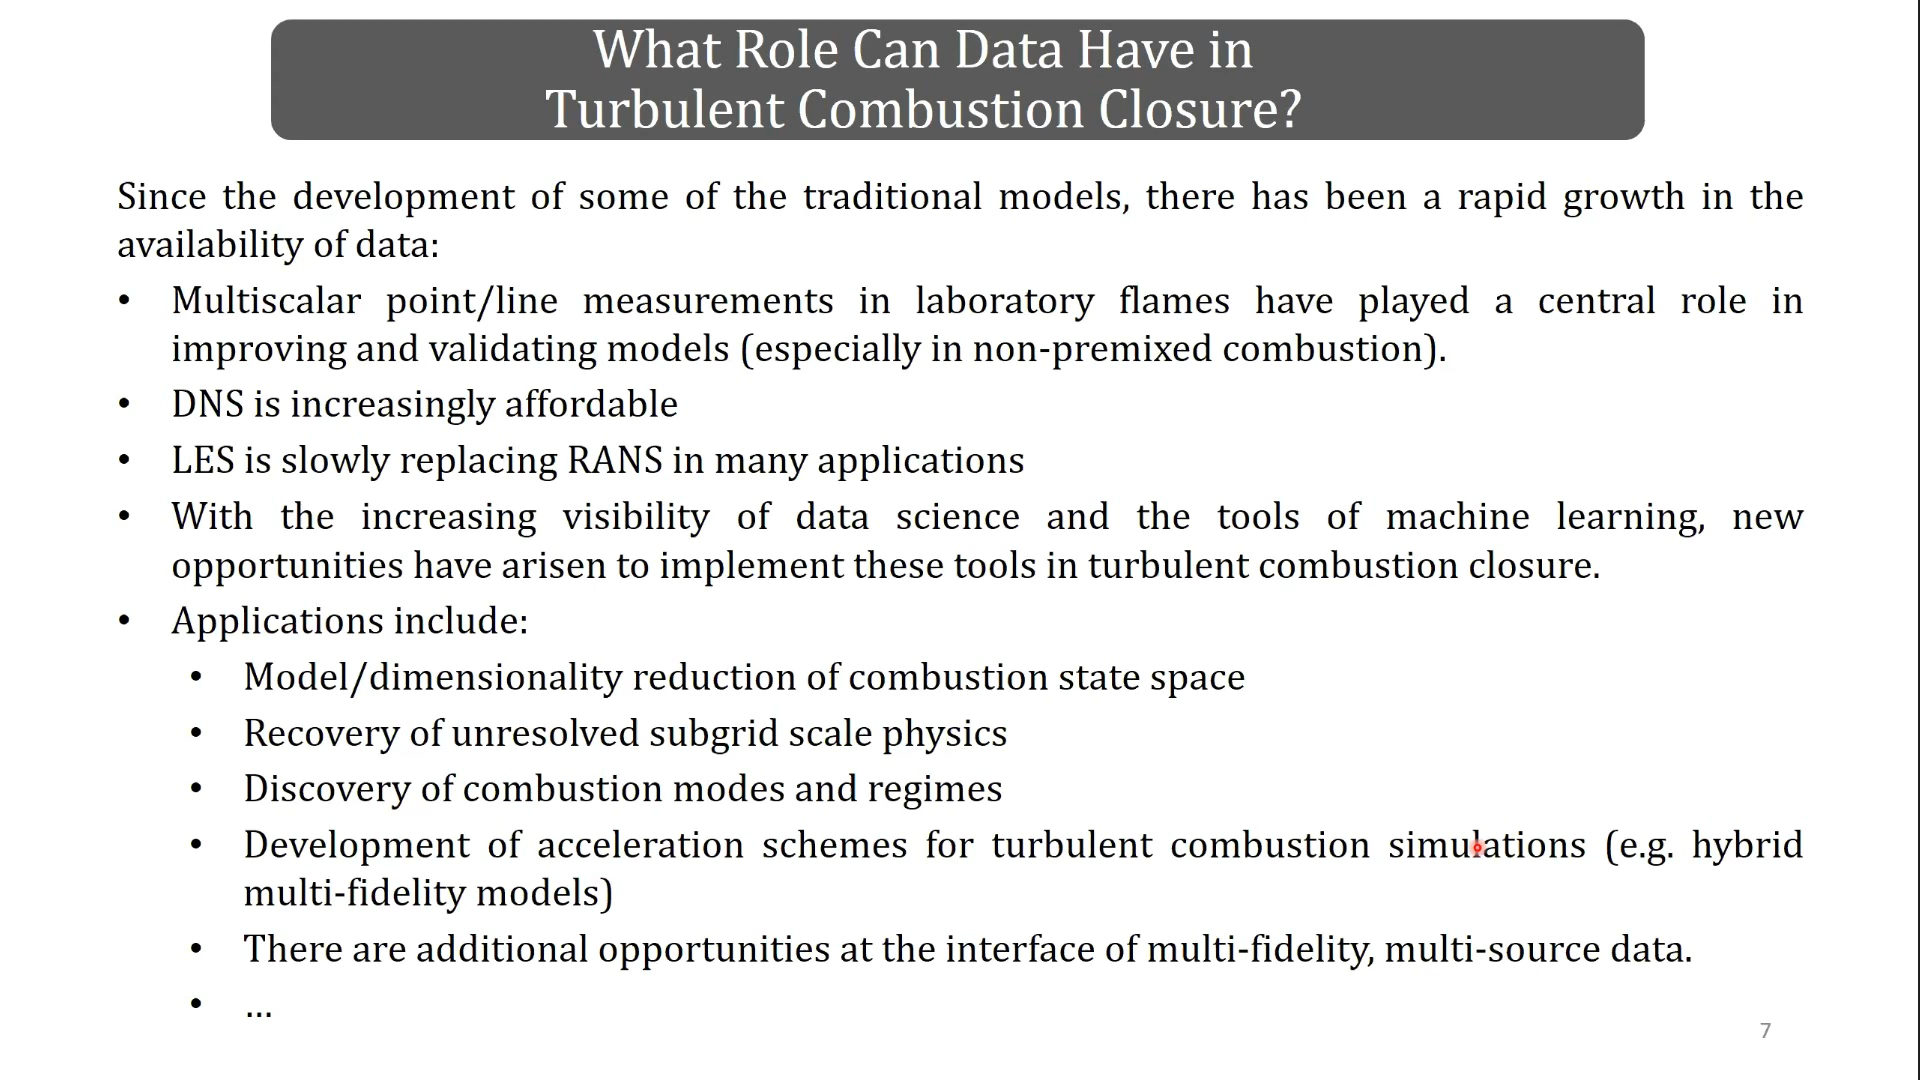 What Role Can Data Have in
Turbulent Combustion Closure?
Since the development of some of the traditional models, there has been a rapid growth in the
availability of data:
• Multiscalar point/line measurements in laboratory flames have played a central role in
improving and validating models (especially in non-premixed combustion).
• DNS is increasingly affordable
• LES is slowly replacing RANS in many applications
• With the increasing visibility of data science and the tools of machine learning, new
opportunities have arisen to implement these tools in turbulent combustion closure.
• Applications include:
• Model/dimensionality reduction of combustion state space
• Recovery of unresolved subgrid scale physics
• Discovery of combustion modes and regimes
• Development of acceleration schemes for turbulent combustion simulations (e.g. hybrid
multi-fidelity models)
• There are additional opportunities at the interface of multi-fidelity, multi-source data.
• ...
7